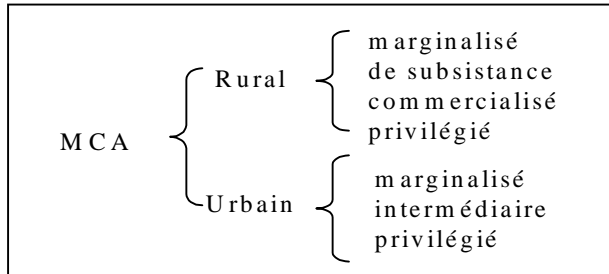 marginalisé
Rural de subsistance
commercialisé
privilégié
MCA
marginalisé
Urbain intermédiaire
privilégié